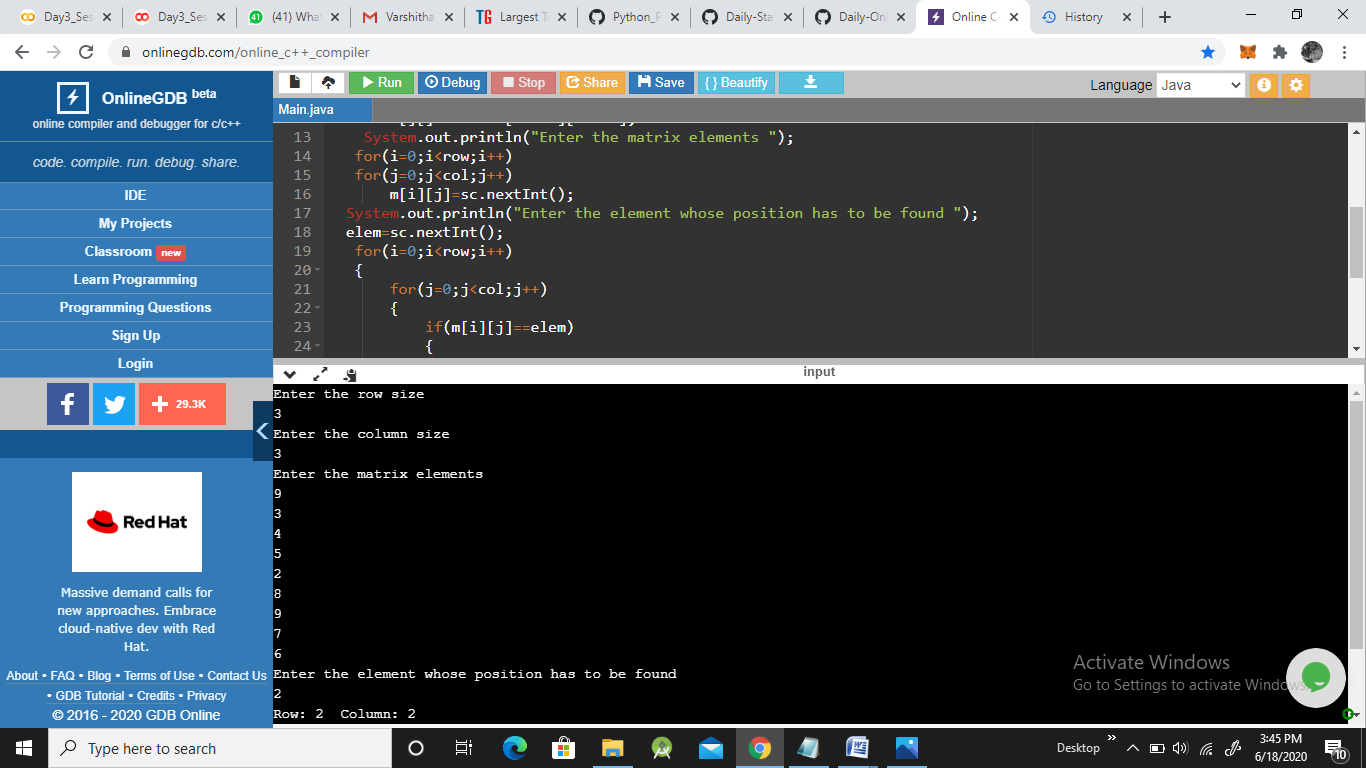 Day3_Ses
Day3_Ses
(41) What
Varshitha
Largest T
Python_P
Daily-Sta
Daily-Onl
Online C
History
onlinegdb.com/online_c++_compiler
OnlineGDB beta
online compiler and debugger for c/c++
code. compile. run. debug. share.
IDE
My Projects
Classroom new
Learn Programming
Programming Questions
Sign Up
Login
29.3K
Red Hat
Massive demand calls for
new approaches. Embrace
cloud-native dev with Red
Hat.
About • FAQ • Blog • Terms of Use • Contact Us
• GDB Tutorial • Credits • Privacy
© 2016 - 2020 GDB Online
Run Debug Stop Share Save { } Beautify
Language Java
Main.java
13 System.out.println("Enter the matrix elements ");
14 for(i=0;i<row;i++)
15 for(j=0;j<col;j++)
16 m[i][j]=sc.nextInt();
17 System.out.println("Enter the element whose position has to be found ");
18 elem=sc.nextInt();
19 for(i=0;i<row;i++)
20 {
21 for(j=0;j<col;j++)
22 {
23 if(m[i][j]==elem)
24 {
input
Enter the row size
3
Enter the column size
3
Enter the matrix elements
9
3
4
5
2
8
9
7
6
Enter the element whose position has to be found
2
Row: 2  Column: 2
Activate Windows
Go to Settings to activate Windows.
Type here to search
Desktop
3:45 PM
6/18/2020
10